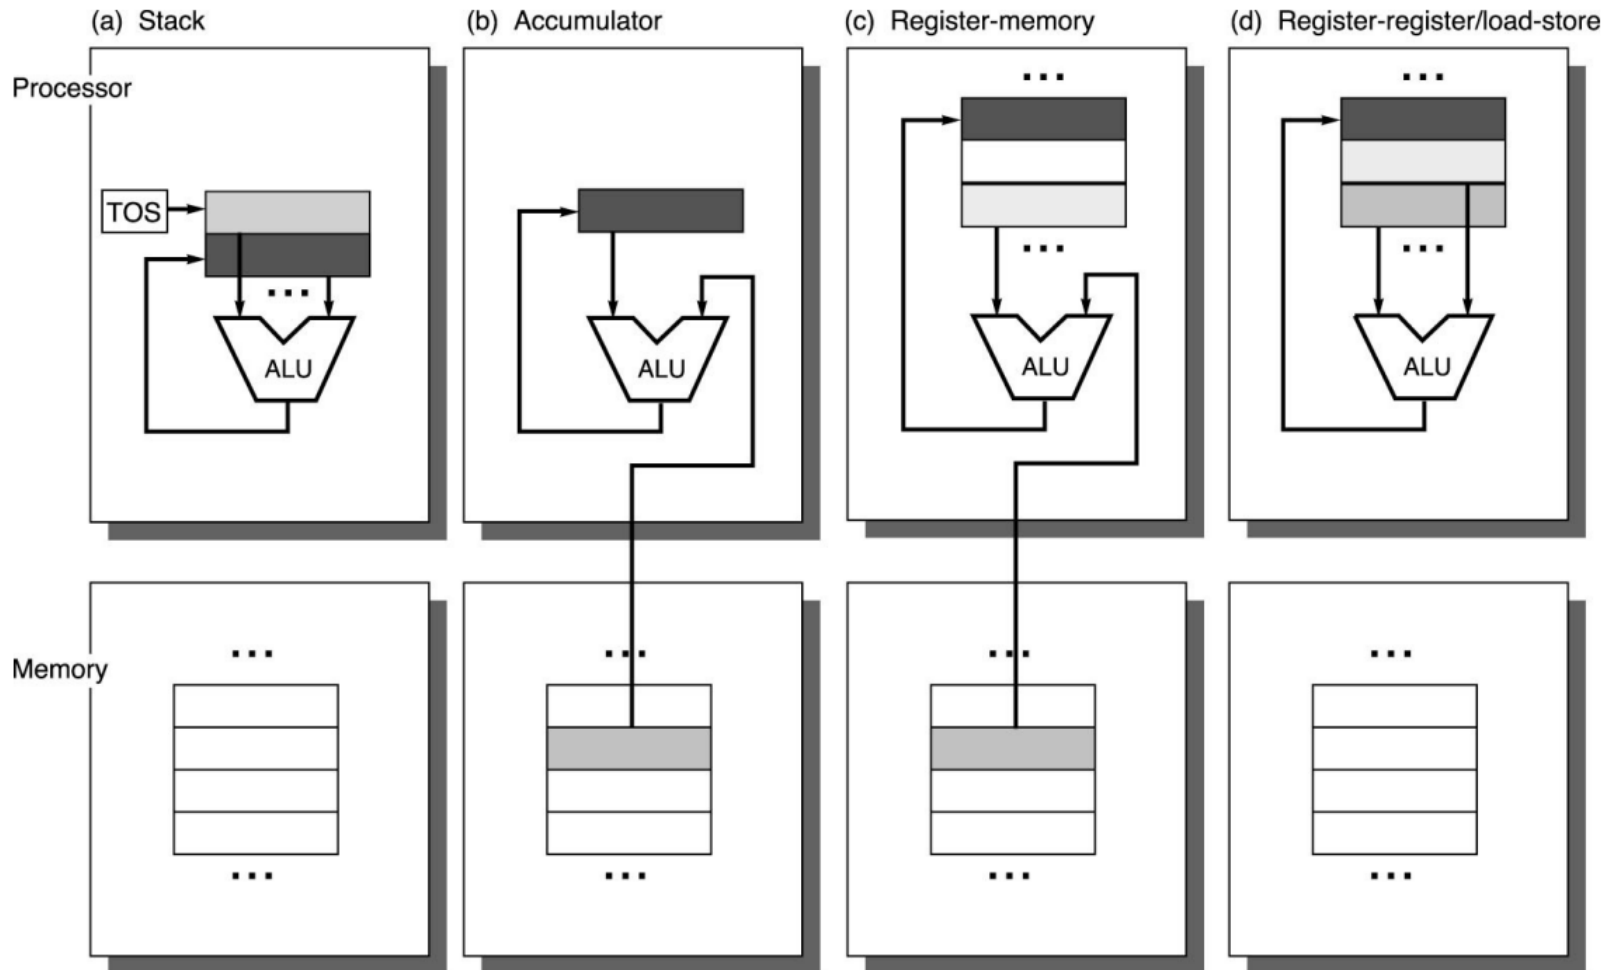 (a) Stack
(b) Accumulator
(c) Register-memory
(d) Register-register/load-store
Processor
TOS
...
...
...
...
...
ALU
ALU
ALU
ALU
Memory
...
...
...
...
...
...
...
...